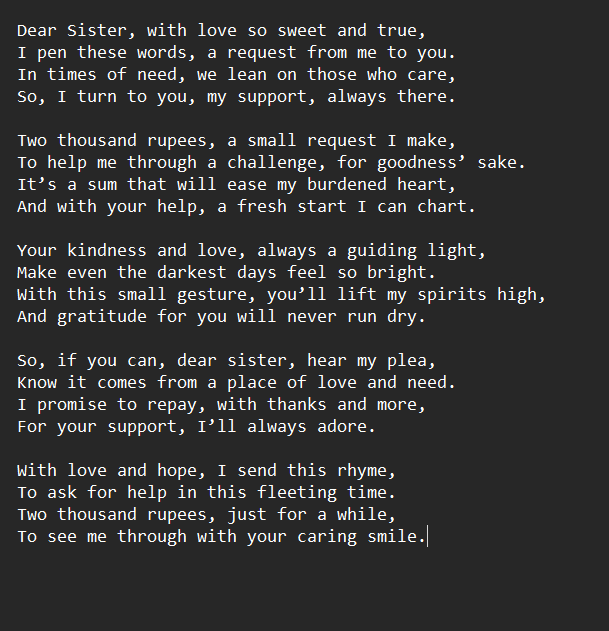 Dear Sister, with love so sweet and true,
I pen these words, a request from me to you.
In times of need, we lean on those who care,
So, I turn to you, my support, always there.

Two thousand rupees, a small request I make,
To help me through a challenge, for goodness’ sake.
It’s a sum that will ease my burdened heart,
And with your help, a fresh start I can chart.

Your kindness and love, always a guiding light,
Make even the darkest days feel so bright.
With this small gesture, you’ll lift my spirits high,
And gratitude for you will never run dry.

So, if you can, dear sister, hear my plea,
Know it comes from a place of love and need.
I promise to repay, with thanks and more,
For your support, I’ll always adore.

With love and hope, I send this rhyme,
To ask for help in this fleeting time.
Two thousand rupees, just for a while,
To see me through with your caring smile.